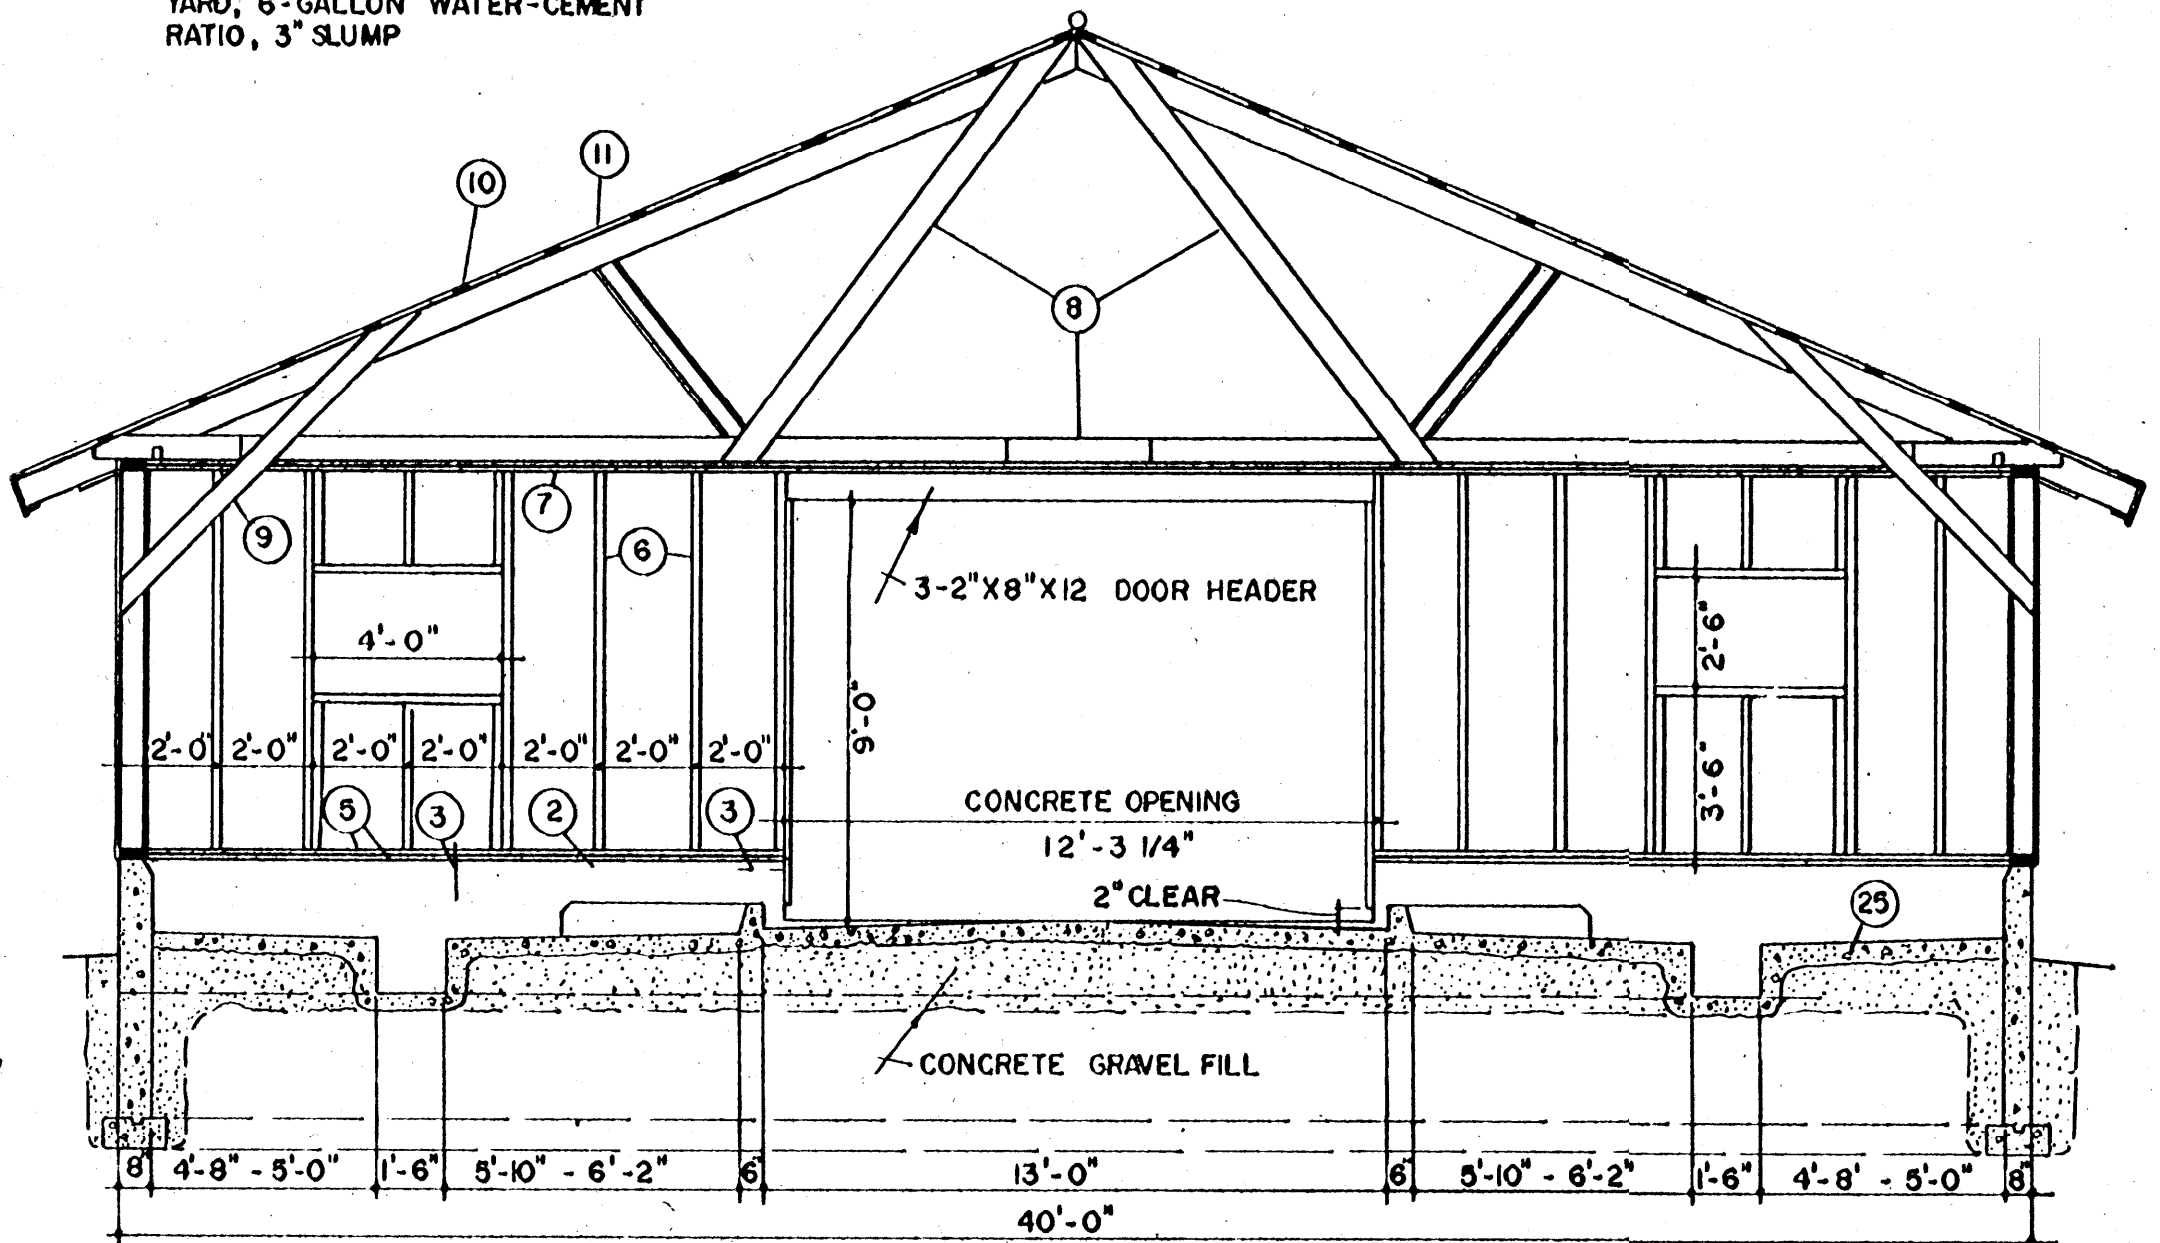 YARD, 6-GALLON WATER-CEMENT
RATIO, 3" SLUMP
11
10
8
7
9
6
3-2"X8"X12 DOOR HEADER
4'-0"
2'-6"
9'-0"
2'-0" 2'-0" 2'-0" 2'-0" 2'-0" 2'-0" 2'-0"
3'-6"
5 3 2 3
CONCRETE OPENING
12'-3 1/4"
2" CLEAR
25
CONCRETE GRAVEL FILL
8" 4'-8" - 5'-0" 1'-6" 5'-10" - 6'-2" 6" 13'-0" 6" 5'-10" - 6'-2" 1'-6" 4'-8' - 5'-0" 8"
40'-0"